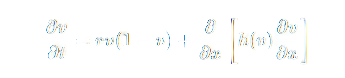 ∂v/∂t = rv(1 − v) + ∂/∂x [h(v) ∂v/∂x]